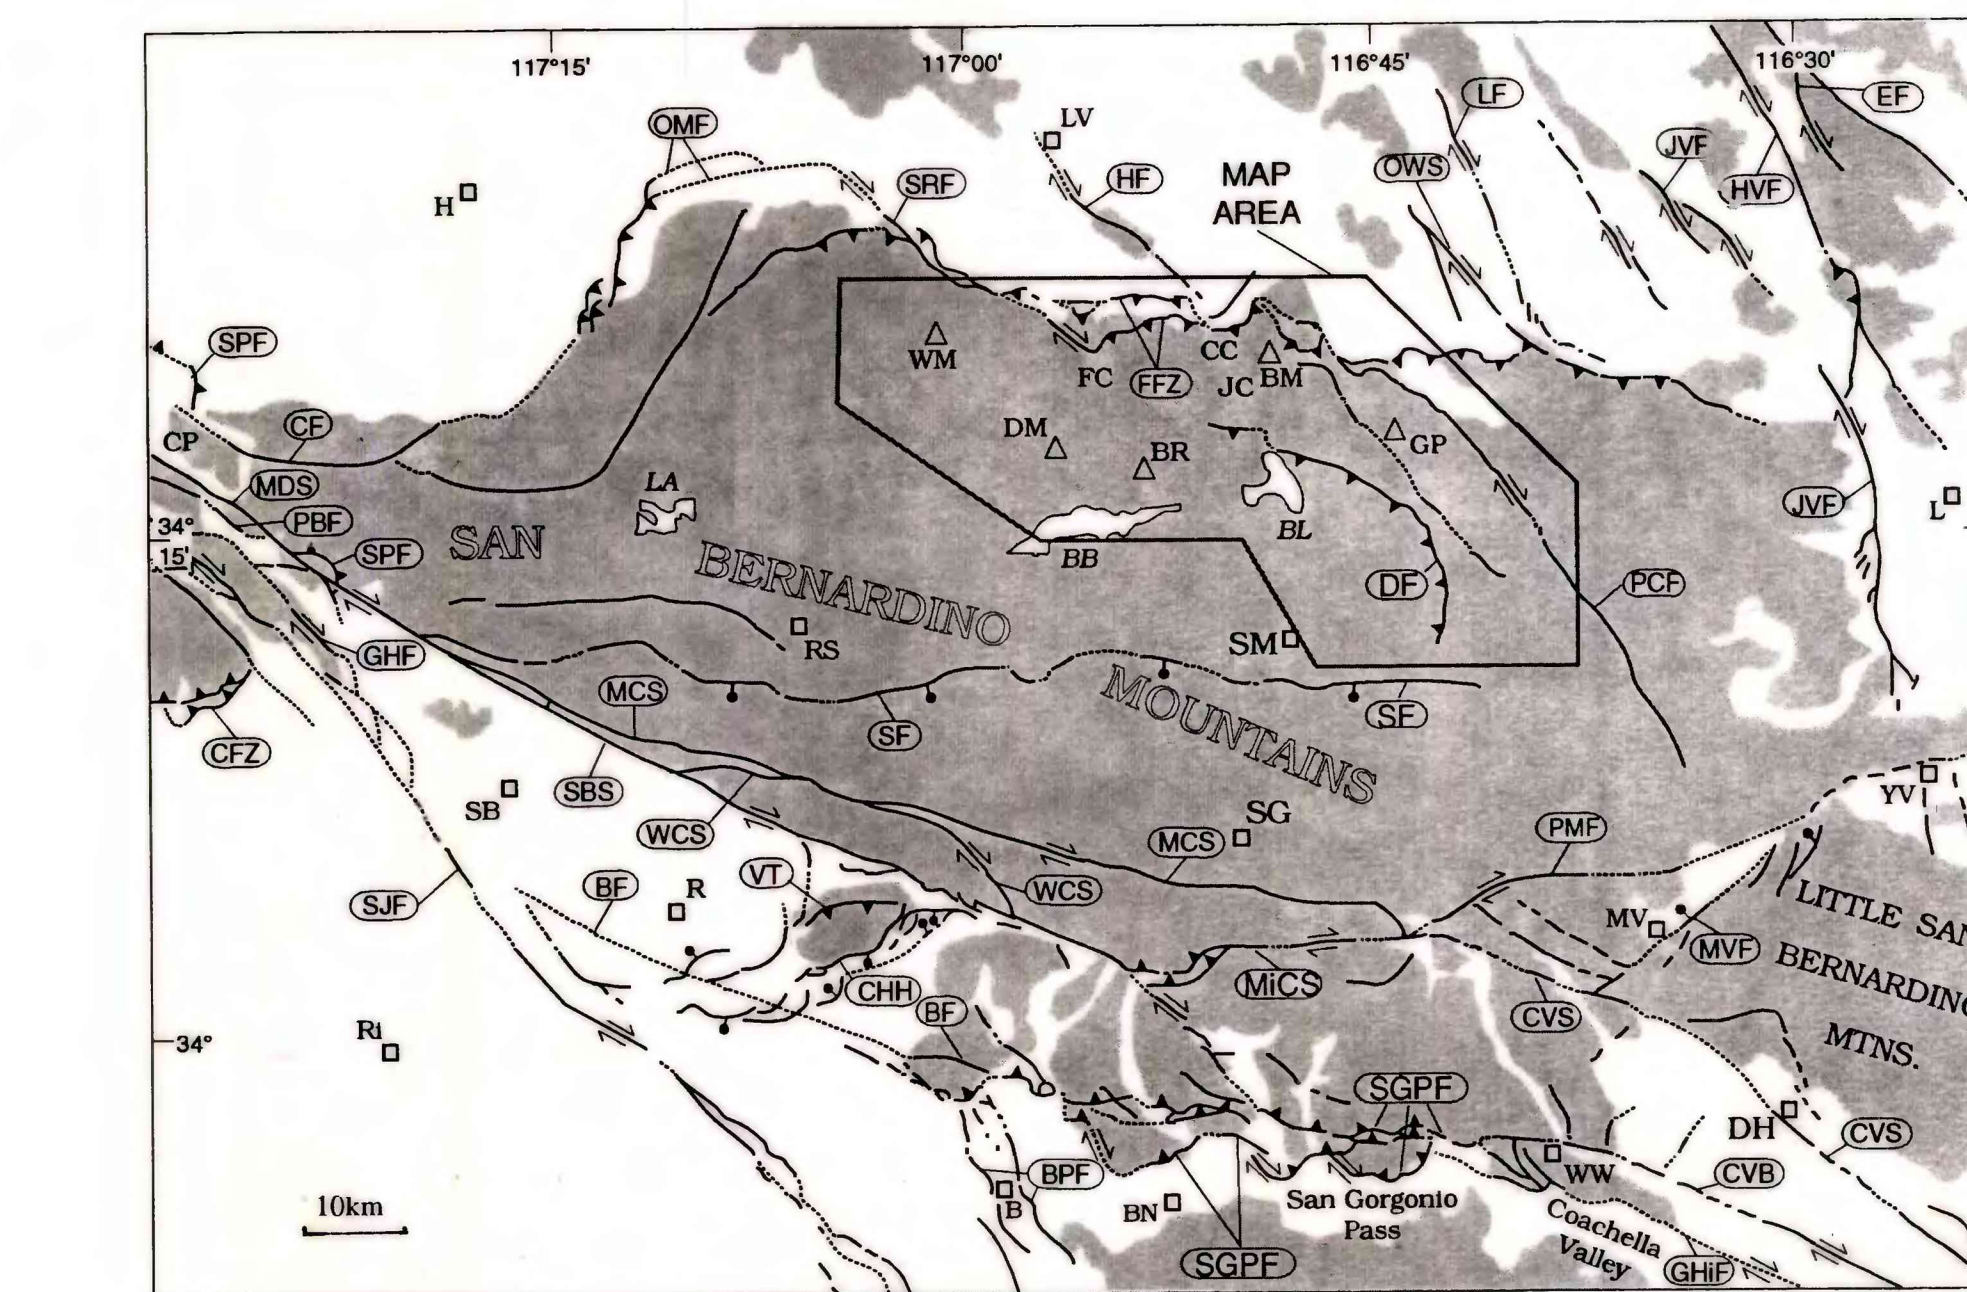 117°15'
117°00'
116°45'
116°30'
LF
EF
OMF
LV
JVF
OWS
SRF
HF
MAP
AREA
HVF
H
SPF
WM
CC
FC
FFZ
JC
BM
CF
CP
DM
BR
GP
MDS
LA
JVF
L
PBF
34°
15'
SPF
SAN
BERNARDINO
MOUNTAINS
BB
BL
DF
PCF
GHF
RS
SM
MCS
SF
SF
CFZ
SBS
SB
WCS
SG
MCS
PMF
YV
VT
BF
R
SJF
WCS
MV
MVF
LITTLE SAN
BERNARDINO
MTNS.
MiCS
CHH
BF
CVS
Ri
34°
SGPF
DH
CVS
10km
BPF
B
BN
San Gorgonio
Pass
WW
CVB
Coachella
Valley
SGPF
GHiF